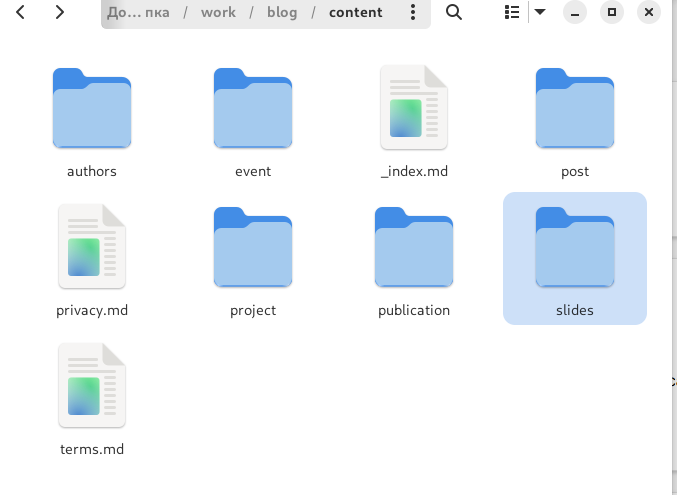 До... пка / work / blog / content
authors event _index.md post
privacy.md project publication slides
terms.md